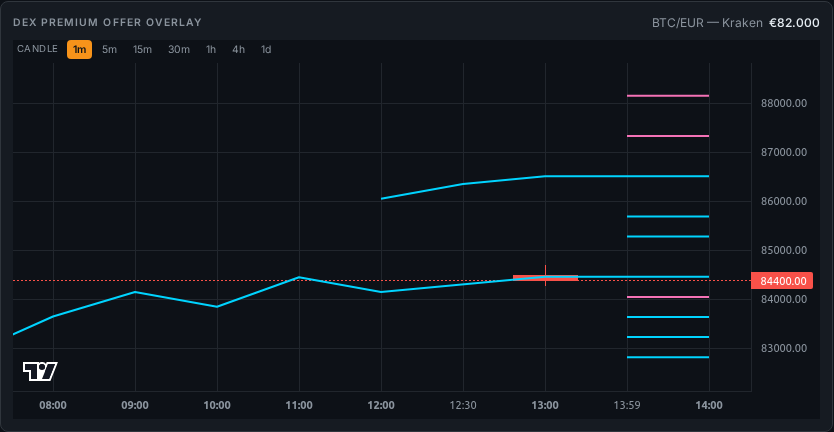 DEX PREMIUM OFFER OVERLAY
BTC/EUR — Kraken €82.000
CANDLE 1m 5m 15m 30m 1h 4h 1d
88000.00
87000.00
86000.00
85000.00
84400.00
84000.00
83000.00
08:00 09:00 10:00 11:00 12:00 12:30 13:00 13:59 14:00